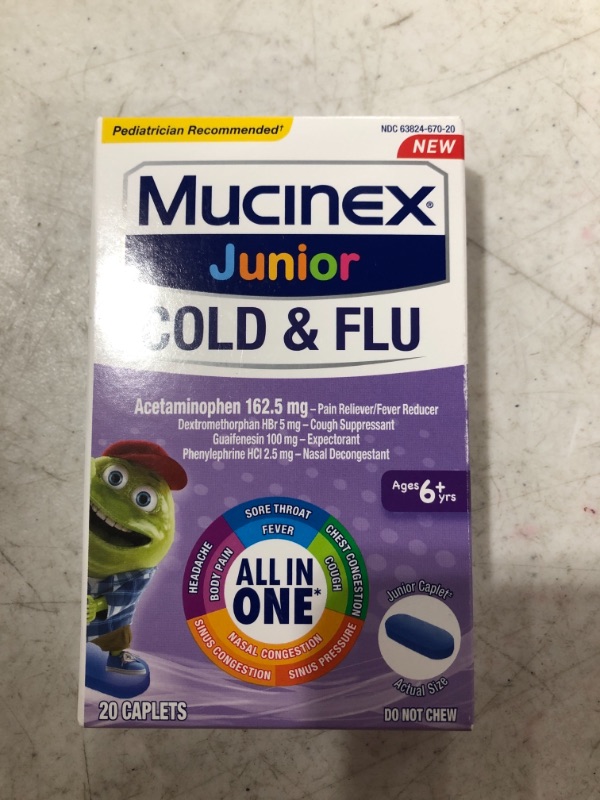 Pediatrician Recommended†
NDC 63824-670-20
NEW
Mucinex®
Junior
COLD & FLU
Acetaminophen 162.5 mg – Pain Reliever/Fever Reducer
Dextromethorphan HBr 5 mg – Cough Suppressant
Guaifenesin 100 mg – Expectorant
Phenylephrine HCl 2.5 mg – Nasal Decongestant
Ages 6+ yrs
SORE THROAT
FEVER
HEADACHE
BODY PAIN
CHEST CONGESTION
COUGH
ALL IN
ONE*
NASAL CONGESTION
SINUS CONGESTION
SINUS PRESSURE
Junior Caplet
Actual Size
20 CAPLETS
DO NOT CHEW